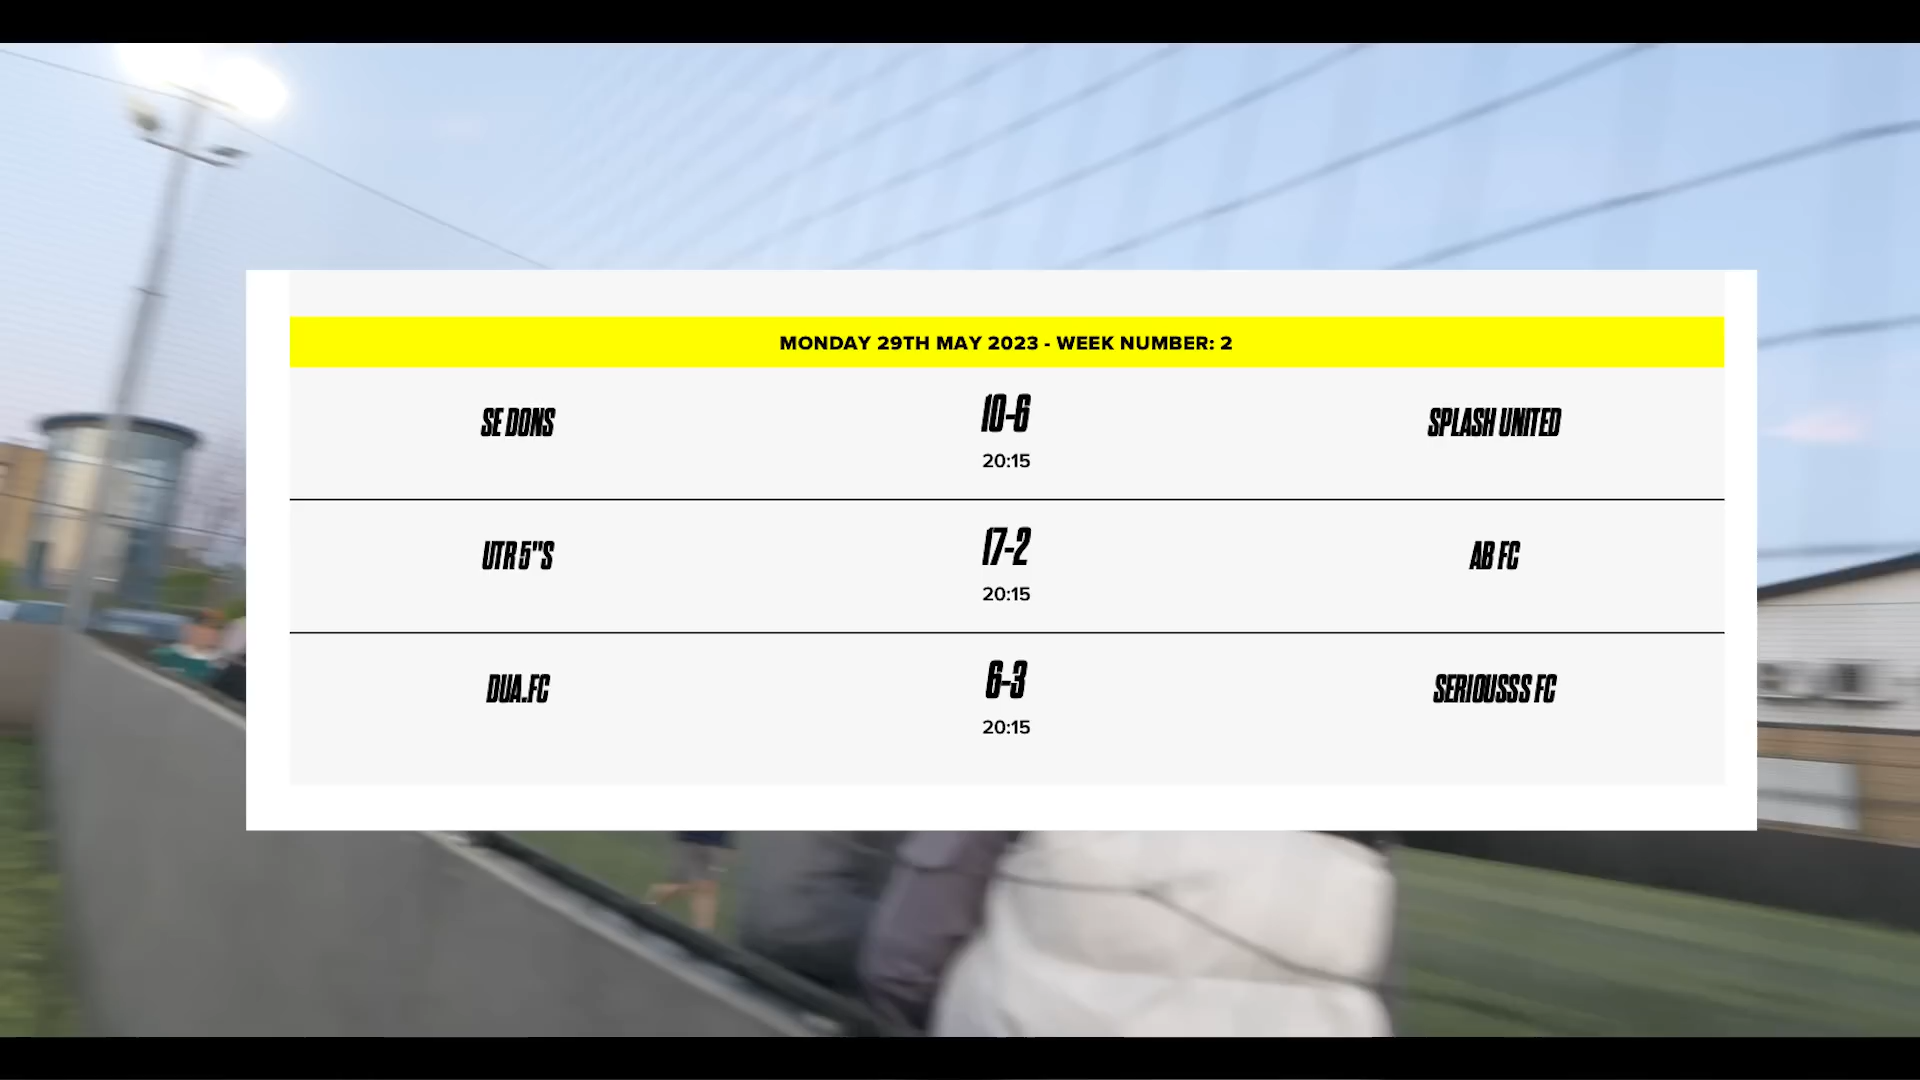 MONDAY 29TH MAY 2023 - WEEK NUMBER: 2
SE DONS 10-6 SPLASH UNITED
20:15
UTR 5"S 17-2 AB FC
20:15
DUA.FC 6-3 SERIOUSSS FC
20:15